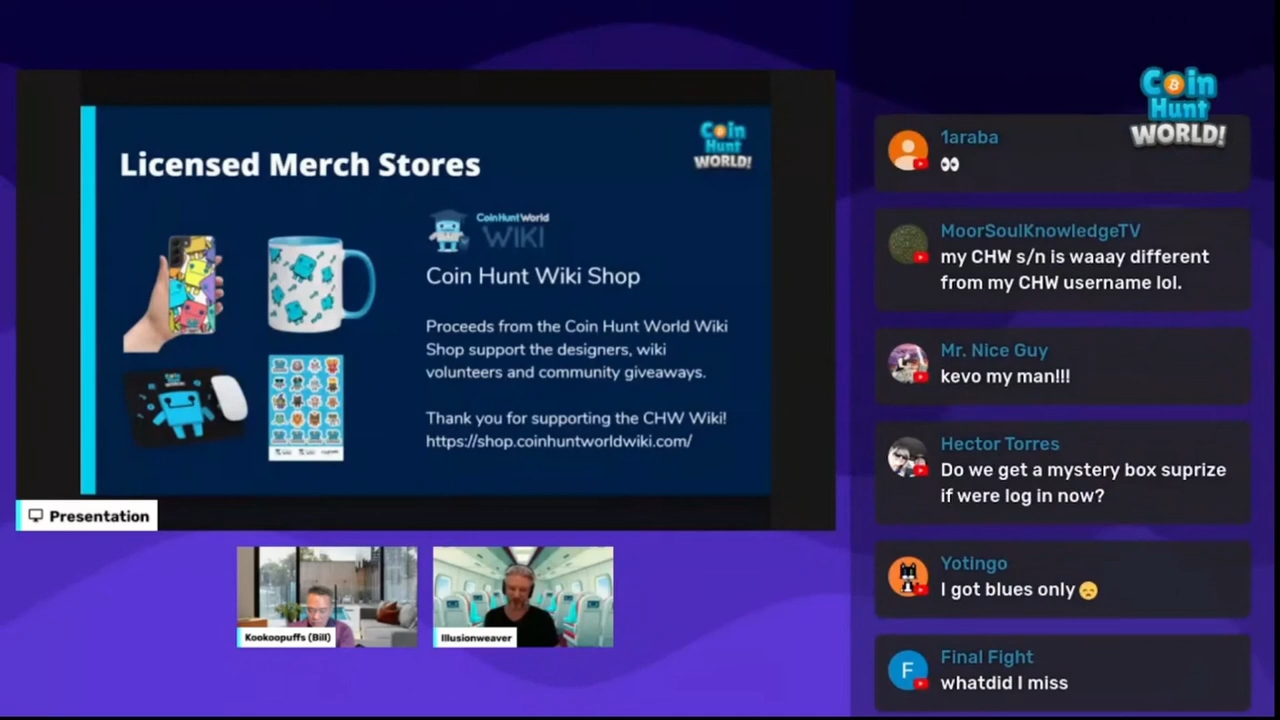 Coin
Hunt
WORLD!
Licensed Merch Stores
CoinHuntWorld
WIKI
Coin Hunt Wiki Shop
Proceeds from the Coin Hunt World Wiki
Shop support the designers, wiki
volunteers and community giveaways.
Thank you for supporting the CHW Wiki!
https://shop.coinhuntworldwiki.com/
Presentation
Kookoopuffs (Bill)
Illusionweaver
Coin
Hunt
WORLD!
1araba
👀
MoorSoulKnowledgeTV
my CHW s/n is waaay different
from my CHW username lol.
Mr. Nice Guy
kevo my man!!!
Hector Torres
Do we get a mystery box suprize
if were log in now?
YotIngo
I got blues only 😞
F
Final Fight
whatdid I miss